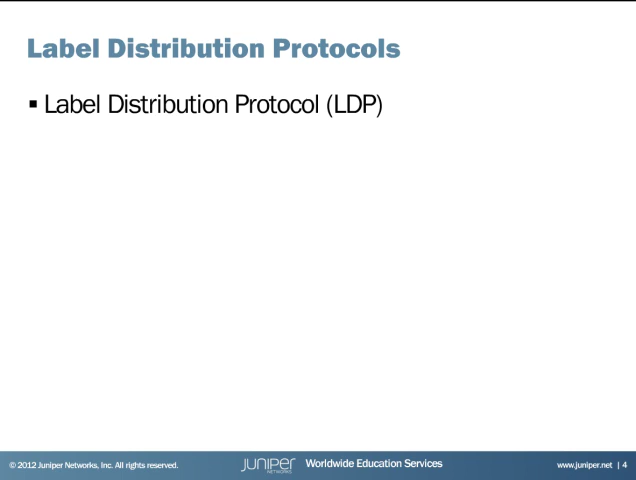 Label Distribution Protocols
▪ Label Distribution Protocol (LDP)
© 2012 Juniper Networks, Inc. All rights reserved.
JUNIPER NETWORKS
Worldwide Education Services
www.juniper.net | 4